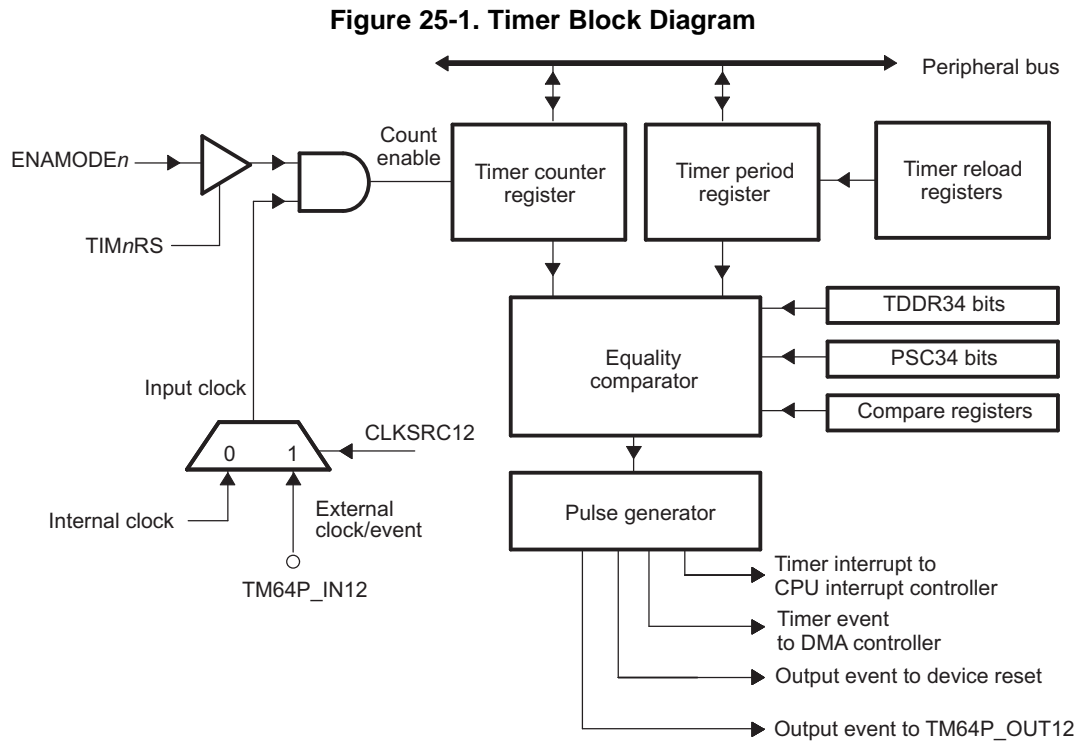 Figure 25-1. Timer Block Diagram
Peripheral bus
Count
enable
ENAMODEn
TIMnRS
Timer counter
register
Timer period
register
Timer reload
registers
TDDR34 bits
PSC34 bits
Compare registers
Equality
comparator
Input clock
0
1
CLKSRC12
Internal clock
External
clock/event
TM64P_IN12
Pulse generator
Timer interrupt to
CPU interrupt controller
Timer event
to DMA controller
Output event to device reset
Output event to TM64P_OUT12